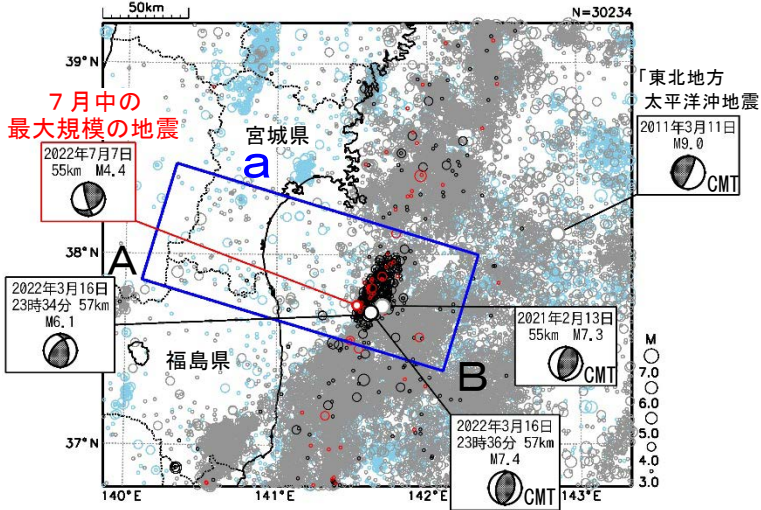 50km
N=30234
39°N
「東北地方
太平洋沖地震
7月中の
最大規模の地震
宮城県
2011年3月11日
M9.0
CMT
2022年7月7日
55km M4.4
a
38°N
A
2022年3月16日
23時34分 57km
M6.1
2021年2月13日
55km M7.3
CMT
福島県
B
M
7.0
6.0
5.0
4.0
3.0
2022年3月16日
23時36分 57km
M7.4
CMT
37°N
140°E
141°E
142°E
143°E